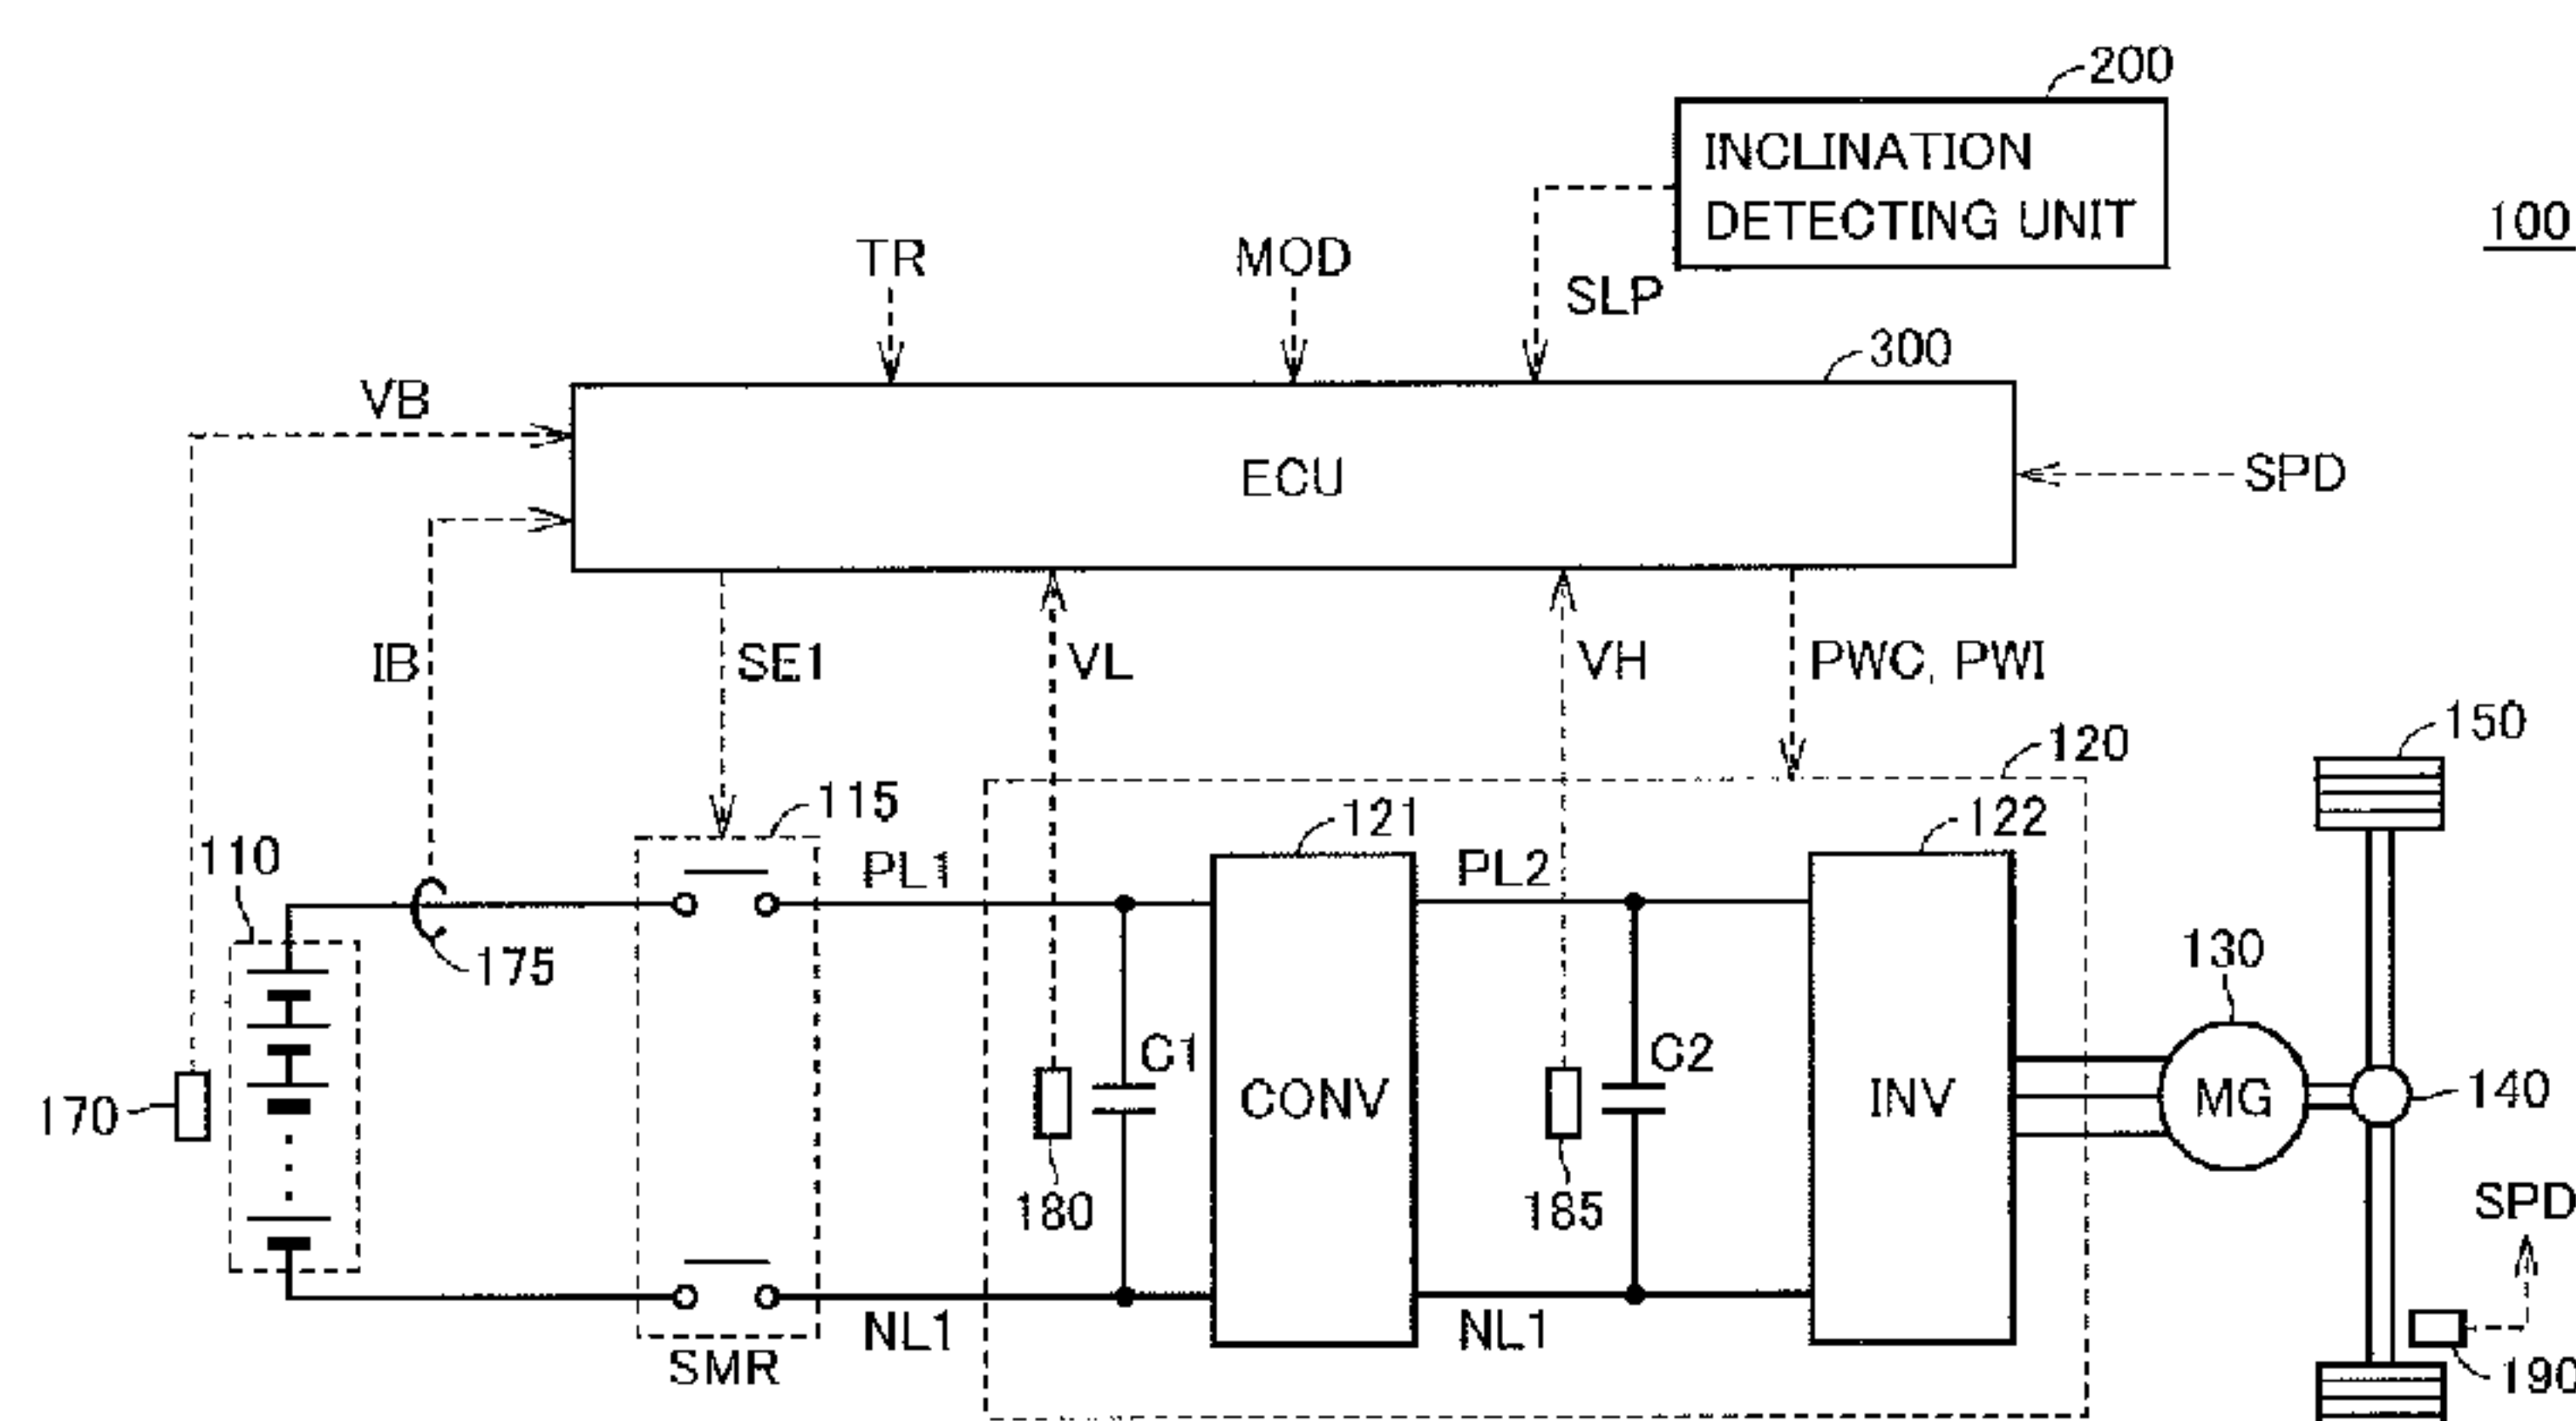 200
INCLINATION
DETECTING UNIT
100
TR
MOD
SLP
300
VB
ECU
SPD
IB
SE1
VL
VH
PWC, PWI
150
120
115
121
122
110
PL1
PL2
175
130
C1
C2
170
CONV
INV
MG
140
180
185
SPD
NL1
NL1
SMR
190